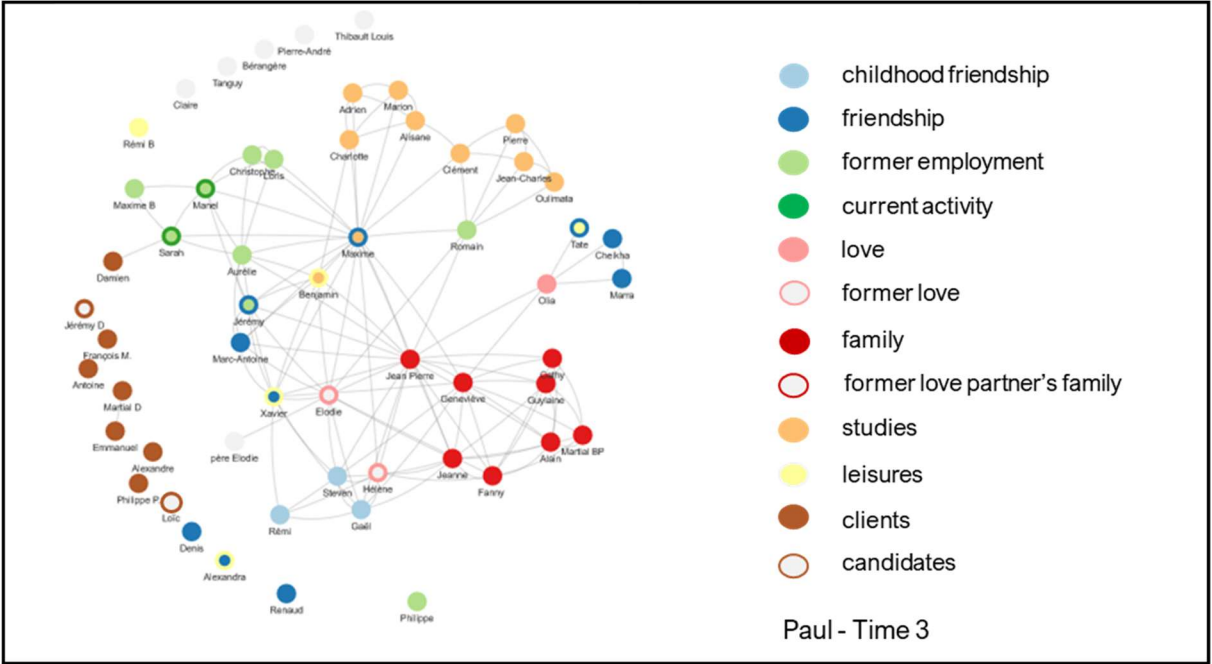 Thibault Louis
Pierre-André
Bérangère
Tanguy
Claire
Rémi B
Adrien
Marion
Alisane
Charlotte
Clément
Pierre
Jean-Charles
Oulimata
Christophe
Loris
Maxime B
Mariel
Sarah
Aurélie
Maxime
Romain
Tate
Cheikha
Marra
Olia
Damien
Benjamin
Jérémy
Marc-Antoine
Jérémy D
François M.
Antoine
Martial D
Emmanuel
Alexandre
Philippe P.
Loïc
Denis
Alexandra
Renaud
Philippe
Jean Pierre
Geneviève
Cathy
Guylaine
Alain
Martial BP
Jeanne
Fanny
Xavier
Elodie
père Elodie
Steven
Hélène
Rémi
Gaël
childhood friendship
friendship
former employment
current activity
love
former love
family
former love partner's family
studies
leisures
clients
candidates
Paul - Time 3